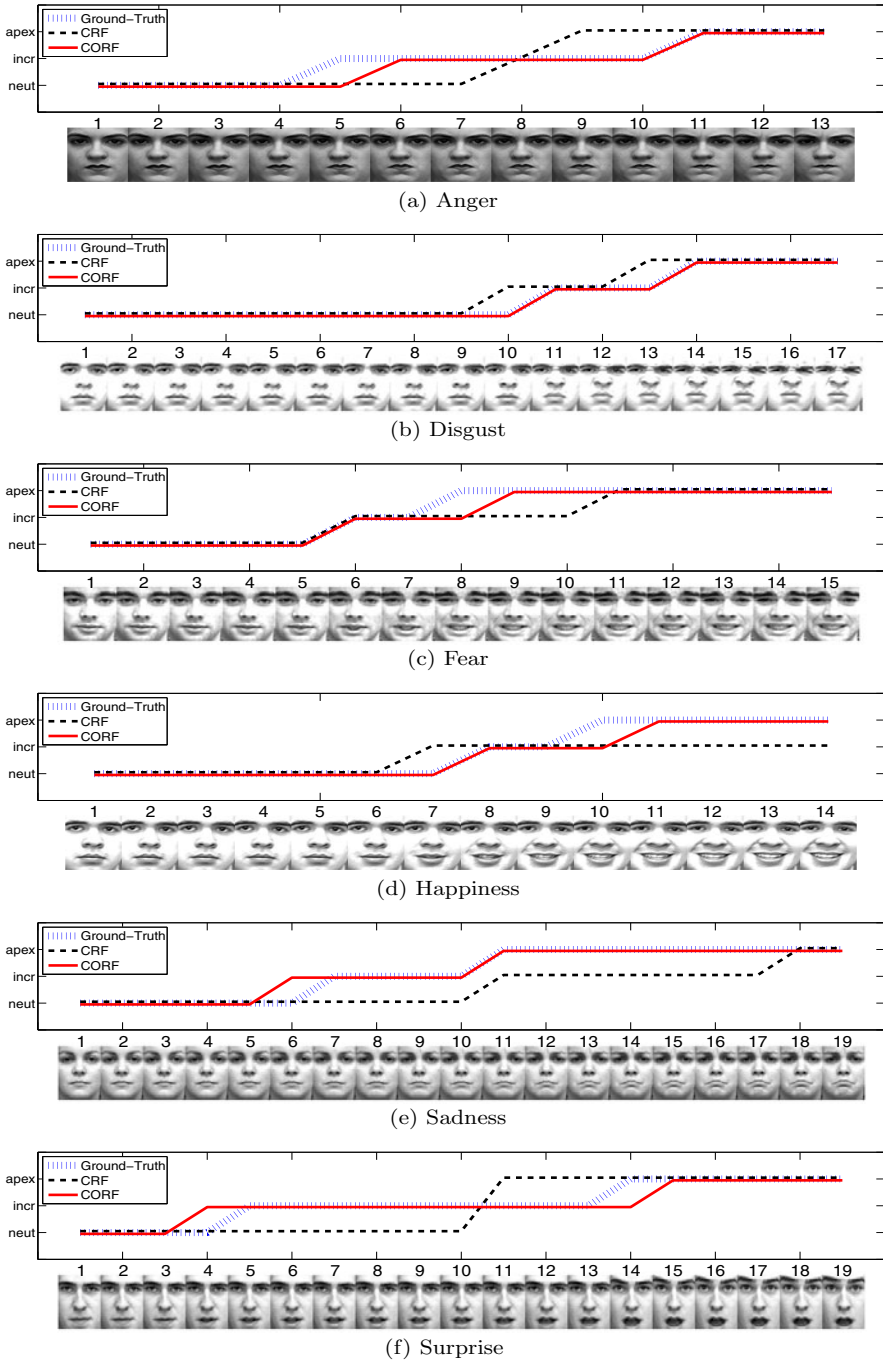 Ground-Truth
CRF
CORF
apex
incr
neut
1 2 3 4 5 6 7 8 9 10 11 12 13
(a) Anger
Ground-Truth
CRF
CORF
apex
incr
neut
1 2 3 4 5 6 7 8 9 10 11 12 13 14 15 16 17
(b) Disgust
Ground-Truth
CRF
CORF
apex
incr
neut
1 2 3 4 5 6 7 8 9 10 11 12 13 14 15
(c) Fear
Ground-Truth
CRF
CORF
apex
incr
neut
1 2 3 4 5 6 7 8 9 10 11 12 13 14
(d) Happiness
Ground-Truth
CRF
CORF
apex
incr
neut
1 2 3 4 5 6 7 8 9 10 11 12 13 14 15 16 17 18 19
(e) Sadness
Ground-Truth
CRF
CORF
apex
incr
neut
1 2 3 4 5 6 7 8 9 10 11 12 13 14 15 16 17 18 19
(f) Surprise